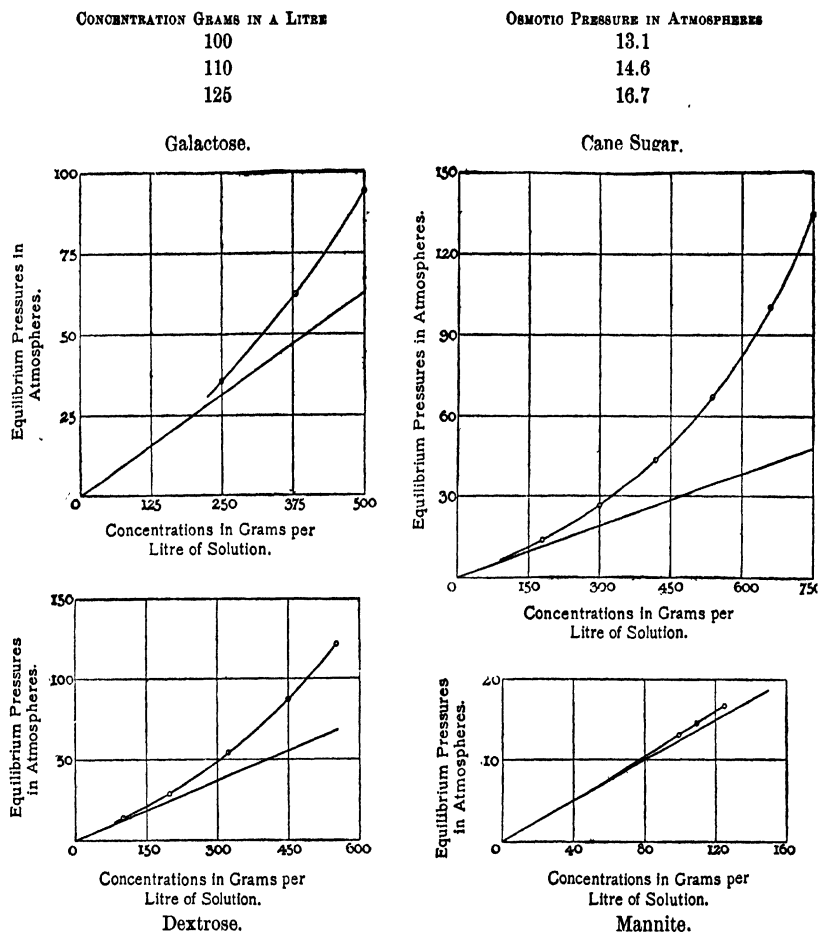 CONCENTRATION GRAMS IN A LITRE OSMOTIC PRESSURE IN ATMOSPHERES
100 13.1
110 14.6
125 16.7
Galactose.
100
75
50
25
0 125 250 375 500
Equilibrium Pressures in
Atmospheres.
Concentrations in Grams per
Litre of Solution.
Cane Sugar.
150
120
90
60
30
0 150 300 450 600 750
Equilibrium Pressures in Atmospheres.
Concentrations in Grams per
Litre of Solution.
150
100
50
0 150 300 450 600
Equilibrium Pressures
in Atmospheres.
Concentrations in Grams per
Litre of Solution.
Dextrose.
20
10
0 40 80 120 160
Equilibrium Pressures
in Atmospheres.
Concentrations in Grams per
Litre of Solution.
Mannite.